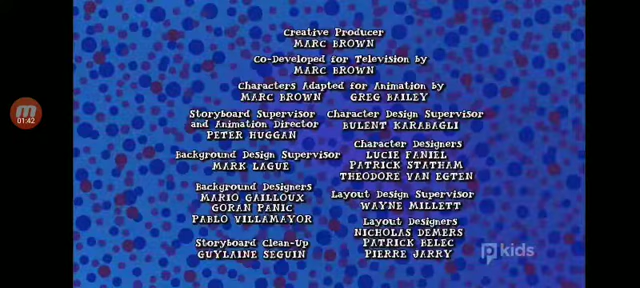 Creative Producer
MARC BROWN
Co-Developed for Television by
MARC BROWN
Characters Adapted for Animation by
MARC BROWN GREG BAILEY
Storyboard Supervisor
and Animation Director
PETER HUGGAN
Background Design Supervisor
MARK LAGUE
Background Designers
MARIO GAILLOUX
GORAN PANIC
PABLO VILLAMAYOR
Storyboard Clean-Up
GUYLAINE SEGUIN
Character Design Supervisor
BULENT KARABAGLI
Character Designers
LUCIE FANIEL
PATRICK STATHAM
THEODORE VAN EGTEN
Layout Design Supervisor
WAYNE MILLETT
Layout Designers
NICHOLAS DEMERS
PATRICK BELEC
PIERRE JARRY
01:42
p kids